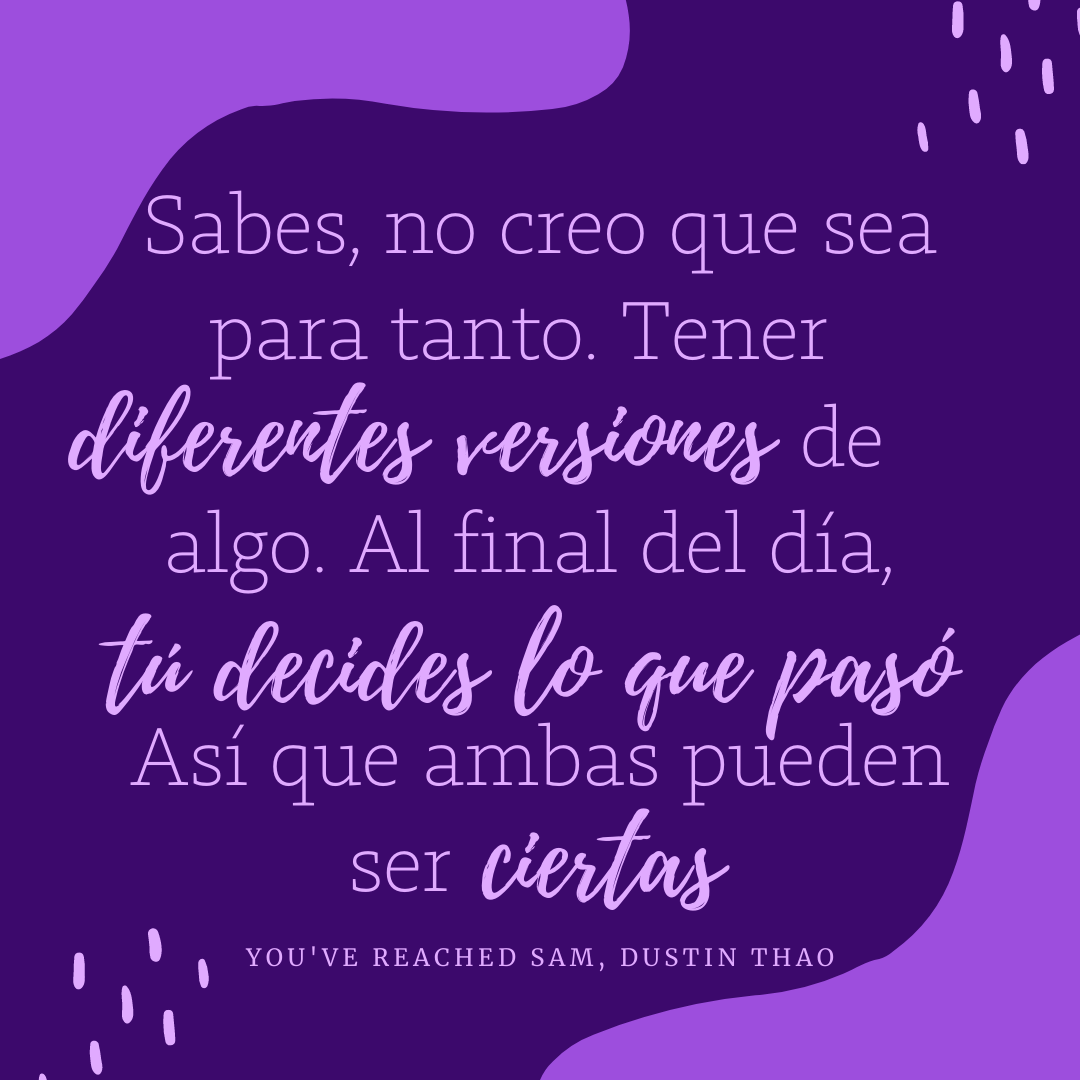 Sabes, no creo que sea
para tanto. Tener
diferentes versiones de
algo. Al final del día,
tú decides lo que pasó
Así que ambas pueden
ser ciertas
YOU'VE REACHED SAM, DUSTIN THAO